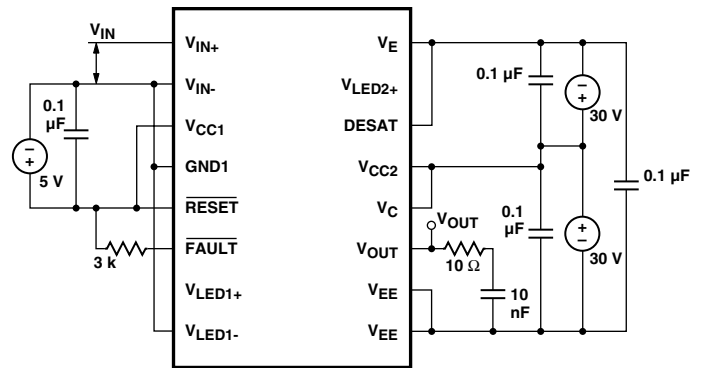 VIN
VIN+
VIN-
VCC1
GND1
RESET
FAULT
VLED1+
VLED1-
VE
VLED2+
DESAT
VCC2
VC
VOUT
VEE
VEE
0.1
µF
5 V
3 k
0.1 µF
30 V
0.1 µF
VOUT
0.1
µF
30 V
10 Ω
10
nF